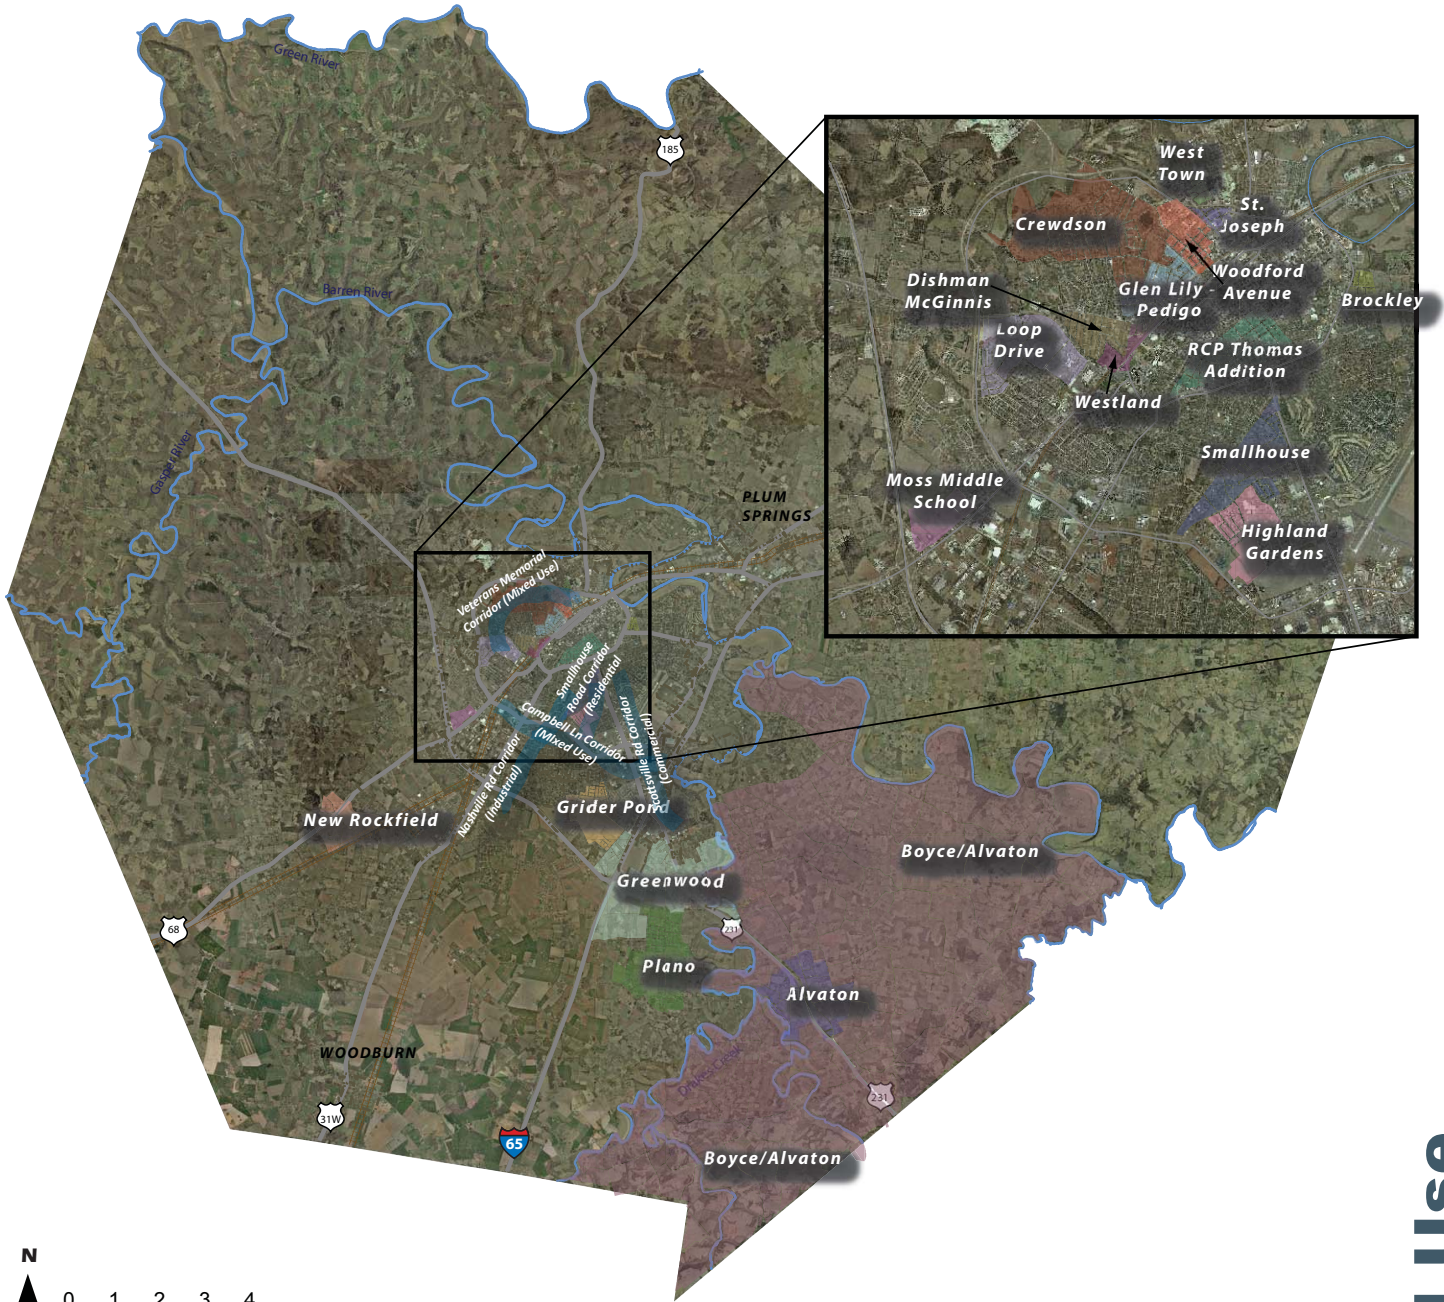 Green River
185
Barren River
Gasper River
PLUM
SPRINGS
West
Town
St.
Joseph
Crewdson
Woodford
Avenue
Dishman
McGinnis
Glen Lily -
Pedigo
Brockley
Loop
Drive
RCP Thomas
Addition
Westland
Smallhouse
Moss Middle
School
Highland
Gardens
Veterans Memorial
Corridor (Mixed Use)
Smallhouse
Road Corridor
(Residential
Campbell Ln Corridor
(MIxed Use)
Scottsville Rd Corridor
(Commercial)
Nashville Rd Corridor
(Industrial)
New Rockfield
Grider Pond
Boyce/Alvaton
Greenwood
68
231
Plano
Alvaton
WOODBURN
Drakes Creek
231
31W
65
Boyce/Alvaton
N
0 1 2 3 4
Use